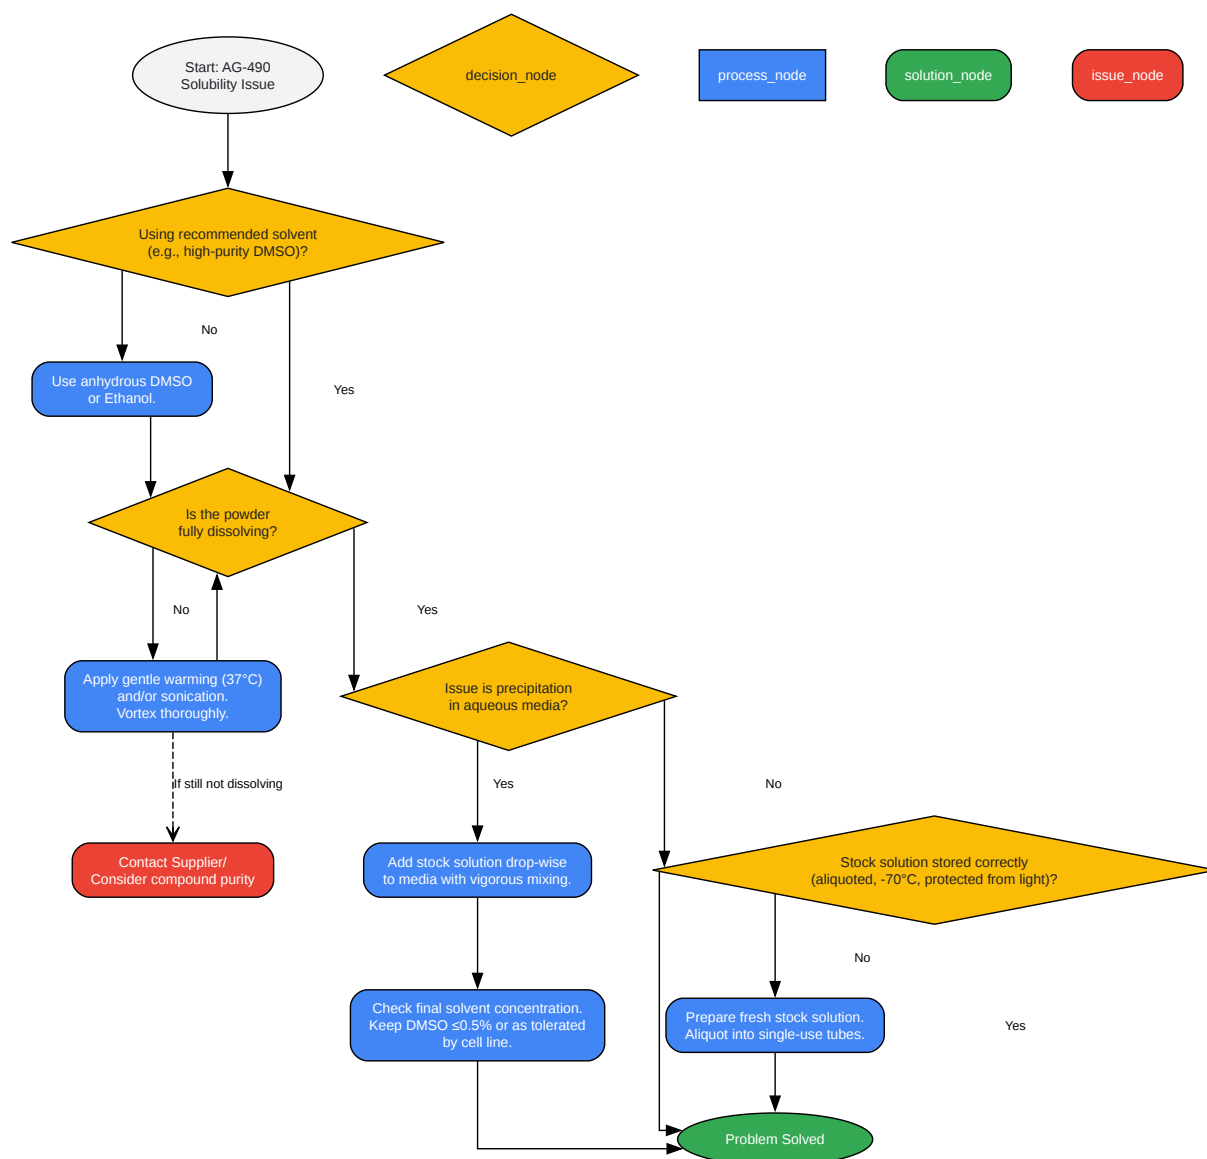 Start: AG-490
Solubility Issue
decision_node
process_node
solution_node
issue_node
Using recommended solvent
(e.g., high-purity DMSO)?
No
Use anhydrous DMSO
or Ethanol.
Yes
Is the powder
fully dissolving?
No
Yes
Apply gentle warming (37°C)
and/or sonication.
Vortex thoroughly.
Issue is precipitation
in aqueous media?
If still not dissolving
Yes
No
Contact Supplier/
Consider compound purity
Add stock solution drop-wise
to media with vigorous mixing.
Stock solution stored correctly
(aliquoted, -70°C, protected from light)?
No
Check final solvent concentration.
Keep DMSO ≤0.5% or as tolerated
by cell line.
Prepare fresh stock solution.
Aliquot into single-use tubes.
Yes
Problem Solved